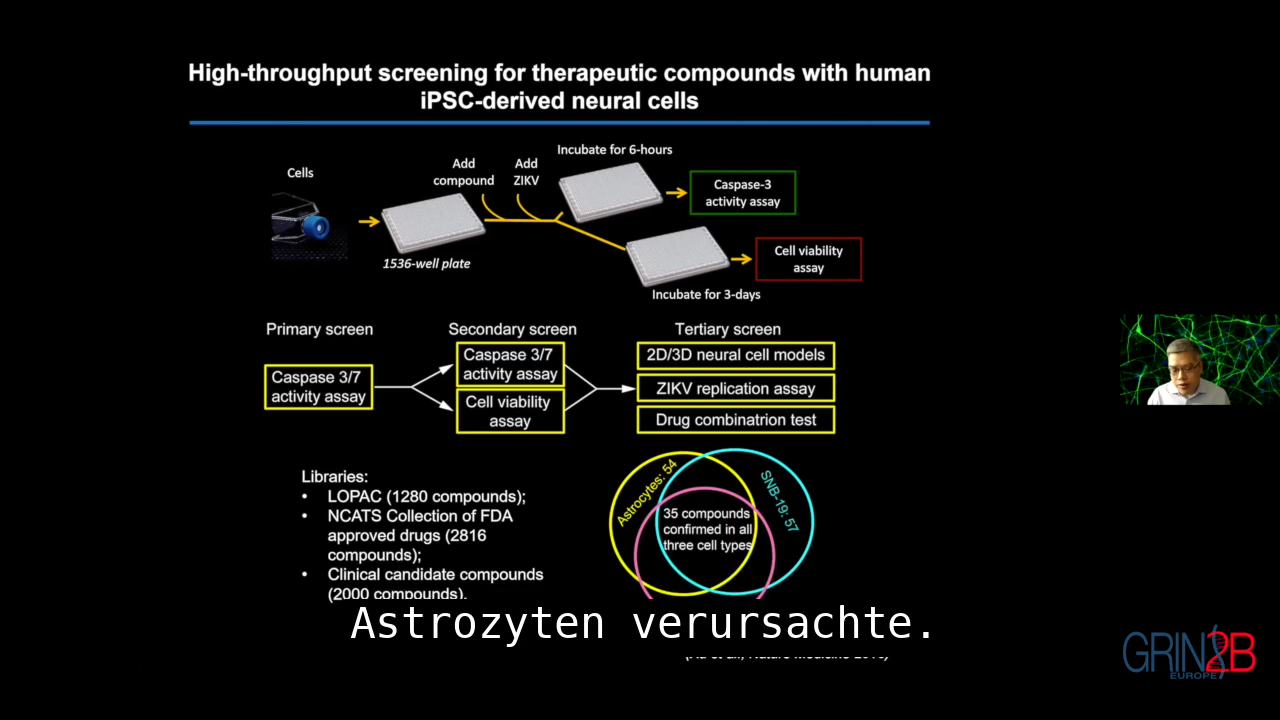 High-throughput screening for therapeutic compounds with human
iPSC-derived neural cells
Cells
Add
compound
Add
ZIKV
Incubate for 6-hours
Caspase-3
activity assay
1536-well plate
Cell viability
assay
Incubate for 3-days
Primary screen
Secondary screen
Tertiary screen
Caspase 3/7
activity assay
Caspase 3/7
activity assay
Cell viability
assay
2D/3D neural cell models
ZIKV replication assay
Drug combinatrion test
Libraries:
• LOPAC (1280 compounds);
• NCATS Collection of FDA
approved drugs (2816
compounds);
• Clinical candidate compounds
(2000 compounds).
Astrocytes: 54
SNB-19: 57
35 compounds
confirmed in all
three cell types
Astrozyten verursachte.
GRIN2B
EUROPE